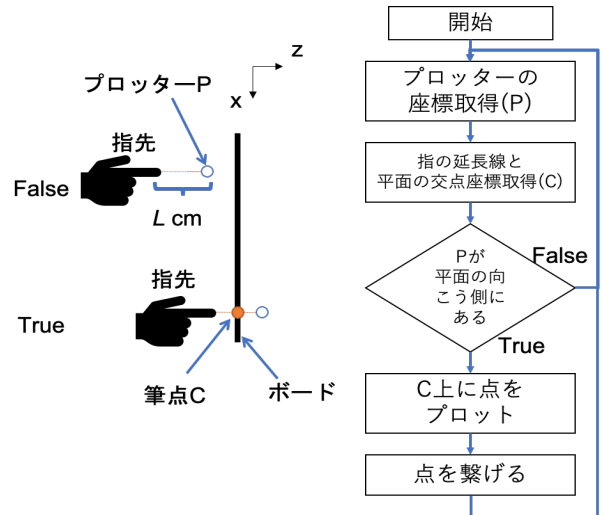 z
x
プロッターP
指先
False
L cm
指先
True
筆点C
ボード
開始
プロッターの
座標取得(P)
指の延長線と
平面の交点座標取得(C)
Pが
平面の向
こう側に
ある
False
True
C上に点を
プロット
点を繋げる